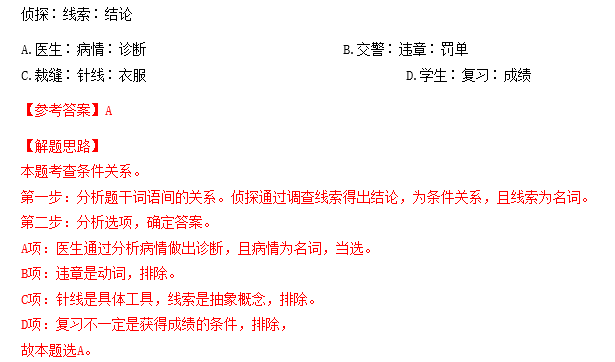 侦探：线索：结论
A.医生：病情：诊断 B.交警：违章：罚单
C.裁缝：针线：衣服 D.学生：复习：成绩
【参考答案】A
【解题思路】
本题考查条件关系。
第一步：分析题干词语间的关系。侦探通过调查线索得出结论，为条件关系，且线索为名词。
第二步：分析选项，确定答案。
A项：医生通过分析病情做出诊断，且病情为名词，当选。
B项：违章是动词，排除。
C项：针线是具体工具，线索是抽象概念，排除。
D项：复习不一定是获得成绩的条件，排除，
故本题选A。